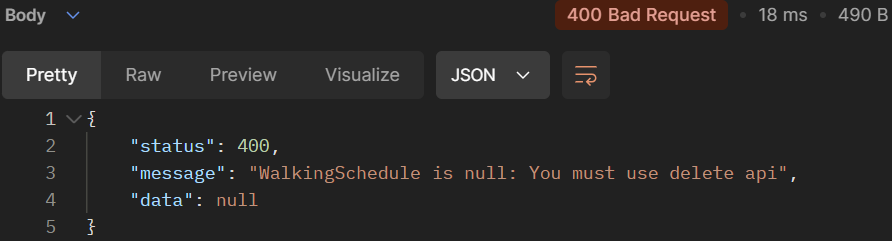 Body 400 Bad Request • 18 ms • 490 B
Pretty Raw Preview Visualize JSON
1 {
2 "status": 400,
3 "message": "WalkingSchedule is null: You must use delete api",
4 "data": null
5 }